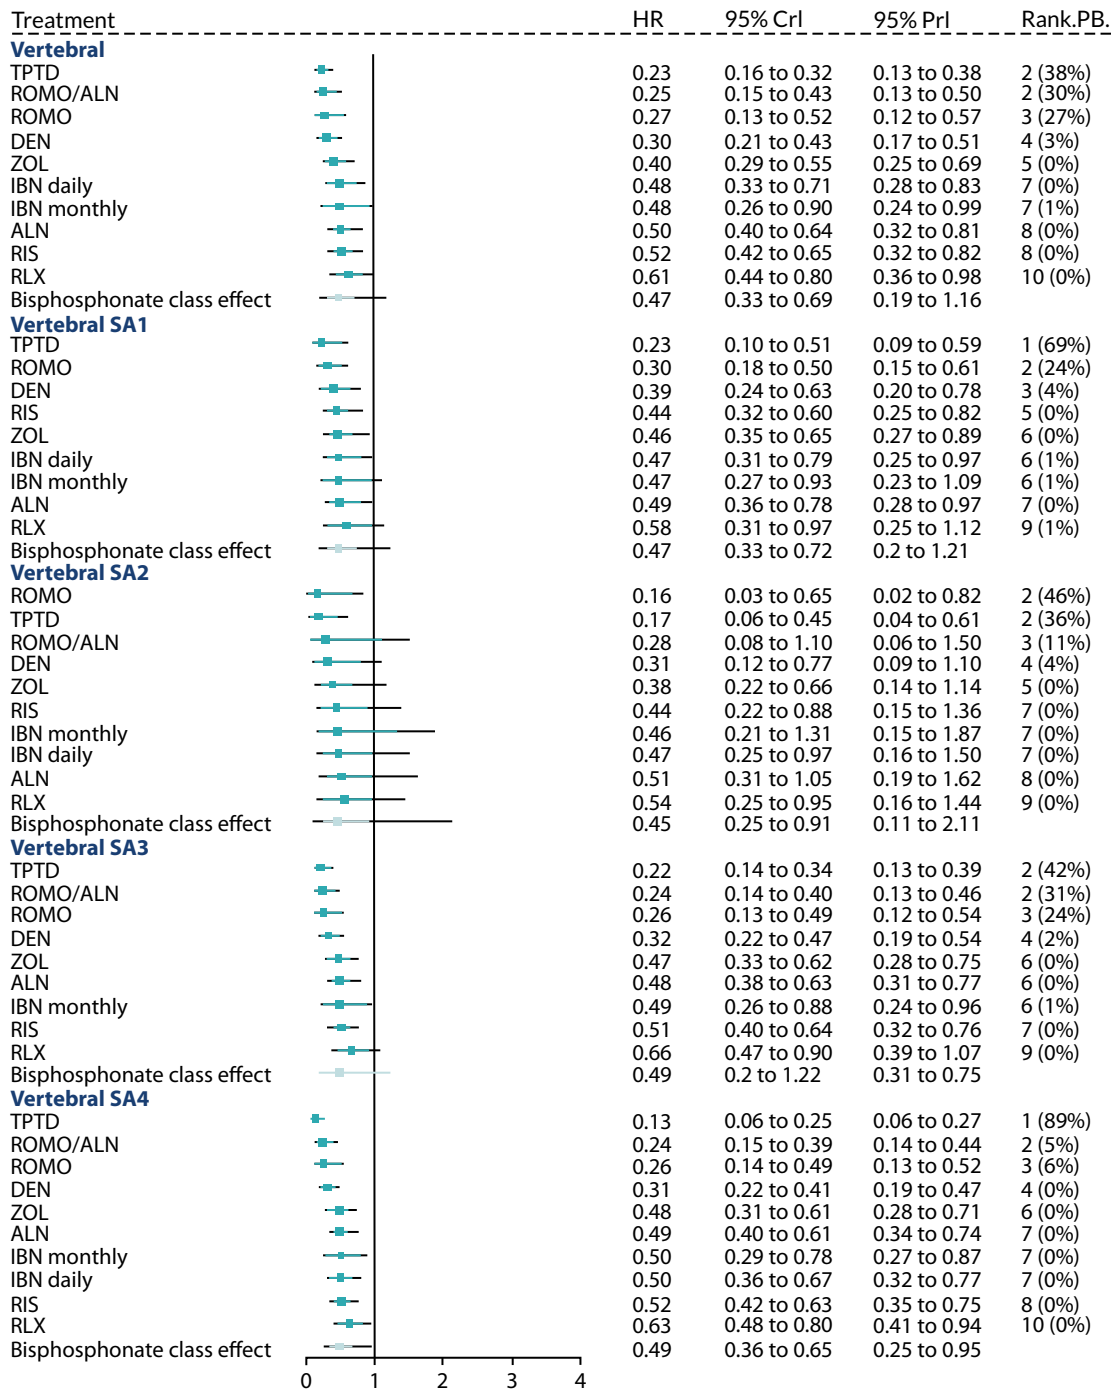 Treatment HR 95% CrI 95% PrI Rank.PB.
Vertebral
TPTD 0.23 0.16 to 0.32 0.13 to 0.38 2 (38%)
ROMO/ALN 0.25 0.15 to 0.43 0.13 to 0.50 2 (30%)
ROMO 0.27 0.13 to 0.52 0.12 to 0.57 3 (27%)
DEN 0.30 0.21 to 0.43 0.17 to 0.51 4 (3%)
ZOL 0.40 0.29 to 0.55 0.25 to 0.69 5 (0%)
IBN daily 0.48 0.33 to 0.71 0.28 to 0.83 7 (0%)
IBN monthly 0.48 0.26 to 0.90 0.24 to 0.99 7 (1%)
ALN 0.50 0.40 to 0.64 0.32 to 0.81 8 (0%)
RIS 0.52 0.42 to 0.65 0.32 to 0.82 8 (0%)
RLX 0.61 0.44 to 0.80 0.36 to 0.98 10 (0%)
Bisphosphonate class effect 0.47 0.33 to 0.69 0.19 to 1.16
Vertebral SA1
TPTD 0.23 0.10 to 0.51 0.09 to 0.59 1 (69%)
ROMO 0.30 0.18 to 0.50 0.15 to 0.61 2 (24%)
DEN 0.39 0.24 to 0.63 0.20 to 0.78 3 (4%)
RIS 0.44 0.32 to 0.60 0.25 to 0.82 5 (0%)
ZOL 0.46 0.35 to 0.65 0.27 to 0.89 6 (0%)
IBN daily 0.47 0.31 to 0.79 0.25 to 0.97 6 (1%)
IBN monthly 0.47 0.27 to 0.93 0.23 to 1.09 6 (1%)
ALN 0.49 0.36 to 0.78 0.28 to 0.97 7 (0%)
RLX 0.58 0.31 to 0.97 0.25 to 1.12 9 (1%)
Bisphosphonate class effect 0.47 0.33 to 0.72 0.2 to 1.21
Vertebral SA2
ROMO 0.16 0.03 to 0.65 0.02 to 0.82 2 (46%)
TPTD 0.17 0.06 to 0.45 0.04 to 0.61 2 (36%)
ROMO/ALN 0.28 0.08 to 1.10 0.06 to 1.50 3 (11%)
DEN 0.31 0.12 to 0.77 0.09 to 1.10 4 (4%)
ZOL 0.38 0.22 to 0.66 0.14 to 1.14 5 (0%)
RIS 0.44 0.22 to 0.88 0.15 to 1.36 7 (0%)
IBN monthly 0.46 0.21 to 1.31 0.15 to 1.87 7 (0%)
IBN daily 0.47 0.25 to 0.97 0.16 to 1.50 7 (0%)
ALN 0.51 0.31 to 1.05 0.19 to 1.62 8 (0%)
RLX 0.54 0.25 to 0.95 0.16 to 1.44 9 (0%)
Bisphosphonate class effect 0.45 0.25 to 0.91 0.11 to 2.11
Vertebral SA3
TPTD 0.22 0.14 to 0.34 0.13 to 0.39 2 (42%)
ROMO/ALN 0.24 0.14 to 0.40 0.13 to 0.46 2 (31%)
ROMO 0.26 0.13 to 0.49 0.12 to 0.54 3 (24%)
DEN 0.32 0.22 to 0.47 0.19 to 0.54 4 (2%)
ZOL 0.47 0.33 to 0.62 0.28 to 0.75 6 (0%)
ALN 0.48 0.38 to 0.63 0.31 to 0.77 6 (0%)
IBN monthly 0.49 0.26 to 0.88 0.24 to 0.96 6 (1%)
RIS 0.51 0.40 to 0.64 0.32 to 0.76 7 (0%)
RLX 0.66 0.47 to 0.90 0.39 to 1.07 9 (0%)
Bisphosphonate class effect 0.49 0.2 to 1.22 0.31 to 0.75
Vertebral SA4
TPTD 0.13 0.06 to 0.25 0.06 to 0.27 1 (89%)
ROMO/ALN 0.24 0.15 to 0.39 0.14 to 0.44 2 (5%)
ROMO 0.26 0.14 to 0.49 0.13 to 0.52 3 (6%)
DEN 0.31 0.22 to 0.41 0.19 to 0.47 4 (0%)
ZOL 0.48 0.31 to 0.61 0.28 to 0.71 6 (0%)
ALN 0.49 0.40 to 0.61 0.34 to 0.74 7 (0%)
IBN monthly 0.50 0.29 to 0.78 0.27 to 0.87 7 (0%)
IBN daily 0.50 0.36 to 0.67 0.32 to 0.77 7 (0%)
RIS 0.52 0.42 to 0.63 0.35 to 0.75 8 (0%)
RLX 0.63 0.48 to 0.80 0.41 to 0.94 10 (0%)
Bisphosphonate class effect 0.49 0.36 to 0.65 0.25 to 0.95
0 1 2 3 4